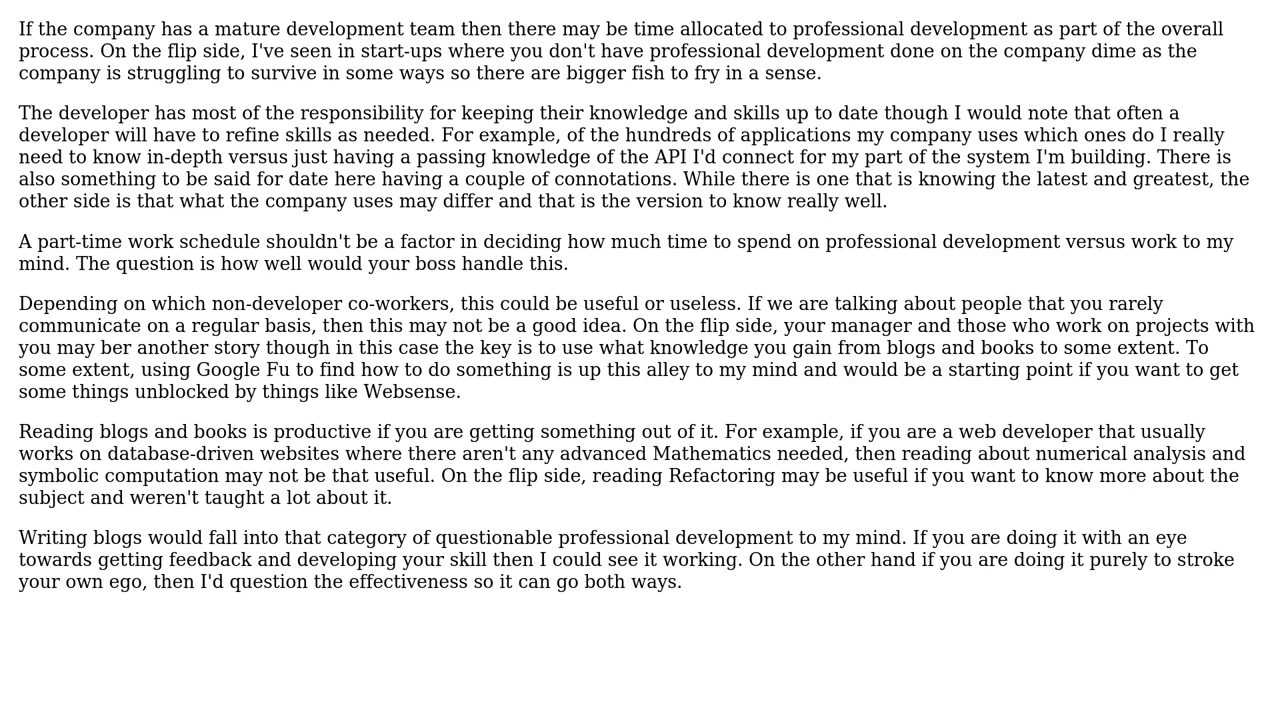 If the company has a mature development team then there may be time allocated to professional development as part of the overall
process. On the flip side, I've seen in start-ups where you don't have professional development done on the company dime as the
company is struggling to survive in some ways so there are bigger fish to fry in a sense.
The developer has most of the responsibility for keeping their knowledge and skills up to date though I would note that often a
developer will have to refine skills as needed. For example, of the hundreds of applications my company uses which ones do I really
need to know in-depth versus just having a passing knowledge of the API I'd connect for my part of the system I'm building. There is
also something to be said for date here having a couple of connotations. While there is one that is knowing the latest and greatest, the
other side is that what the company uses may differ and that is the version to know really well.
A part-time work schedule shouldn't be a factor in deciding how much time to spend on professional development versus work to my
mind. The question is how well would your boss handle this.
Depending on which non-developer co-workers, this could be useful or useless. If we are talking about people that you rarely
communicate on a regular basis, then this may not be a good idea. On the flip side, your manager and those who work on projects with
you may ber another story though in this case the key is to use what knowledge you gain from blogs and books to some extent. To
some extent, using Google Fu to find how to do something is up this alley to my mind and would be a starting point if you want to get
some things unblocked by things like Websense.
Reading blogs and books is productive if you are getting something out of it. For example, if you are a web developer that usually
works on database-driven websites where there aren't any advanced Mathematics needed, then reading about numerical analysis and
symbolic computation may not be that useful. On the flip side, reading Refactoring may be useful if you want to know more about the
subject and weren't taught a lot about it.
Writing blogs would fall into that category of questionable professional development to my mind. If you are doing it with an eye
towards getting feedback and developing your skill then I could see it working. On the other hand if you are doing it purely to stroke
your own ego, then I'd question the effectiveness so it can go both ways.